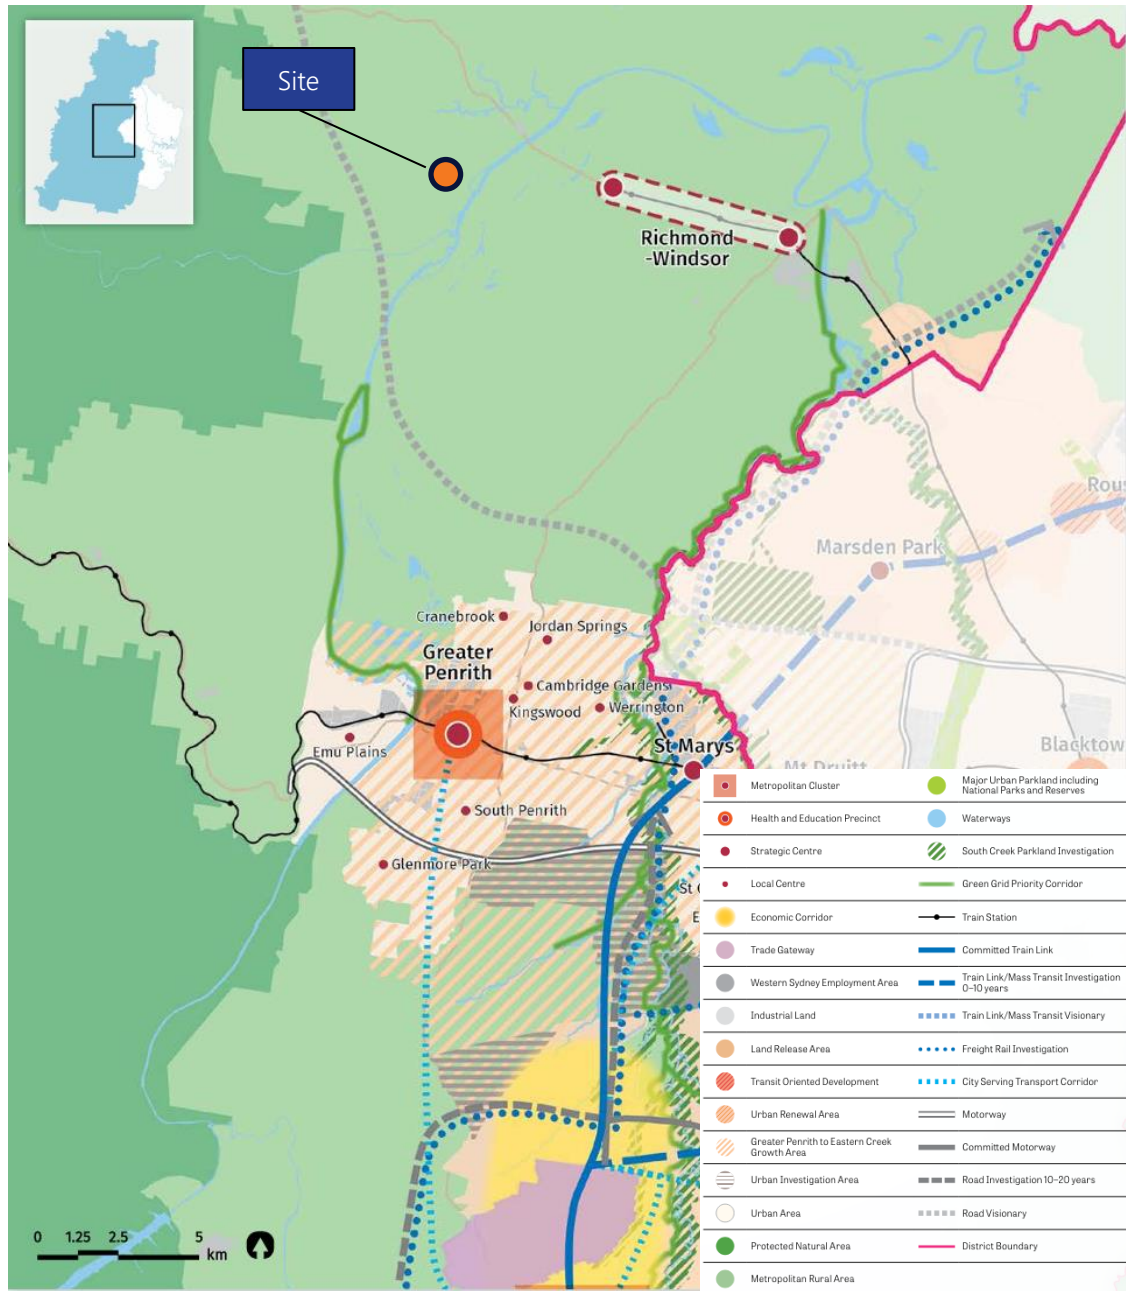 Site
Richmond
-Windsor
Rous
Marsden Park
Cranebrook
Jordan Springs
Greater
Penrith
Cambridge Gardens
Kingswood
Werrington
Emu Plains
St Marys
Blacktow
Mt Druitt
South Penrith
Glenmore Park
St C
E
0 1.25 2.5 5
km
Metropolitan Cluster
Health and Education Precinct
Strategic Centre
Local Centre
Economic Corridor
Trade Gateway
Western Sydney Employment Area
Industrial Land
Land Release Area
Transit Oriented Development
Urban Renewal Area
Greater Penrith to Eastern Creek
Growth Area
Urban Investigation Area
Urban Area
Protected Natural Area
Metropolitan Rural Area
Major Urban Parkland including
National Parks and Reserves
Waterways
South Creek Parkland Investigation
Green Grid Priority Corridor
Train Station
Committed Train Link
Train Link/Mass Transit Investigation
0–10 years
Train Link/Mass Transit Visionary
Freight Rail Investigation
City Serving Transport Corridor
Motorway
Committed Motorway
Road Investigation 10–20 years
Road Visionary
District Boundary